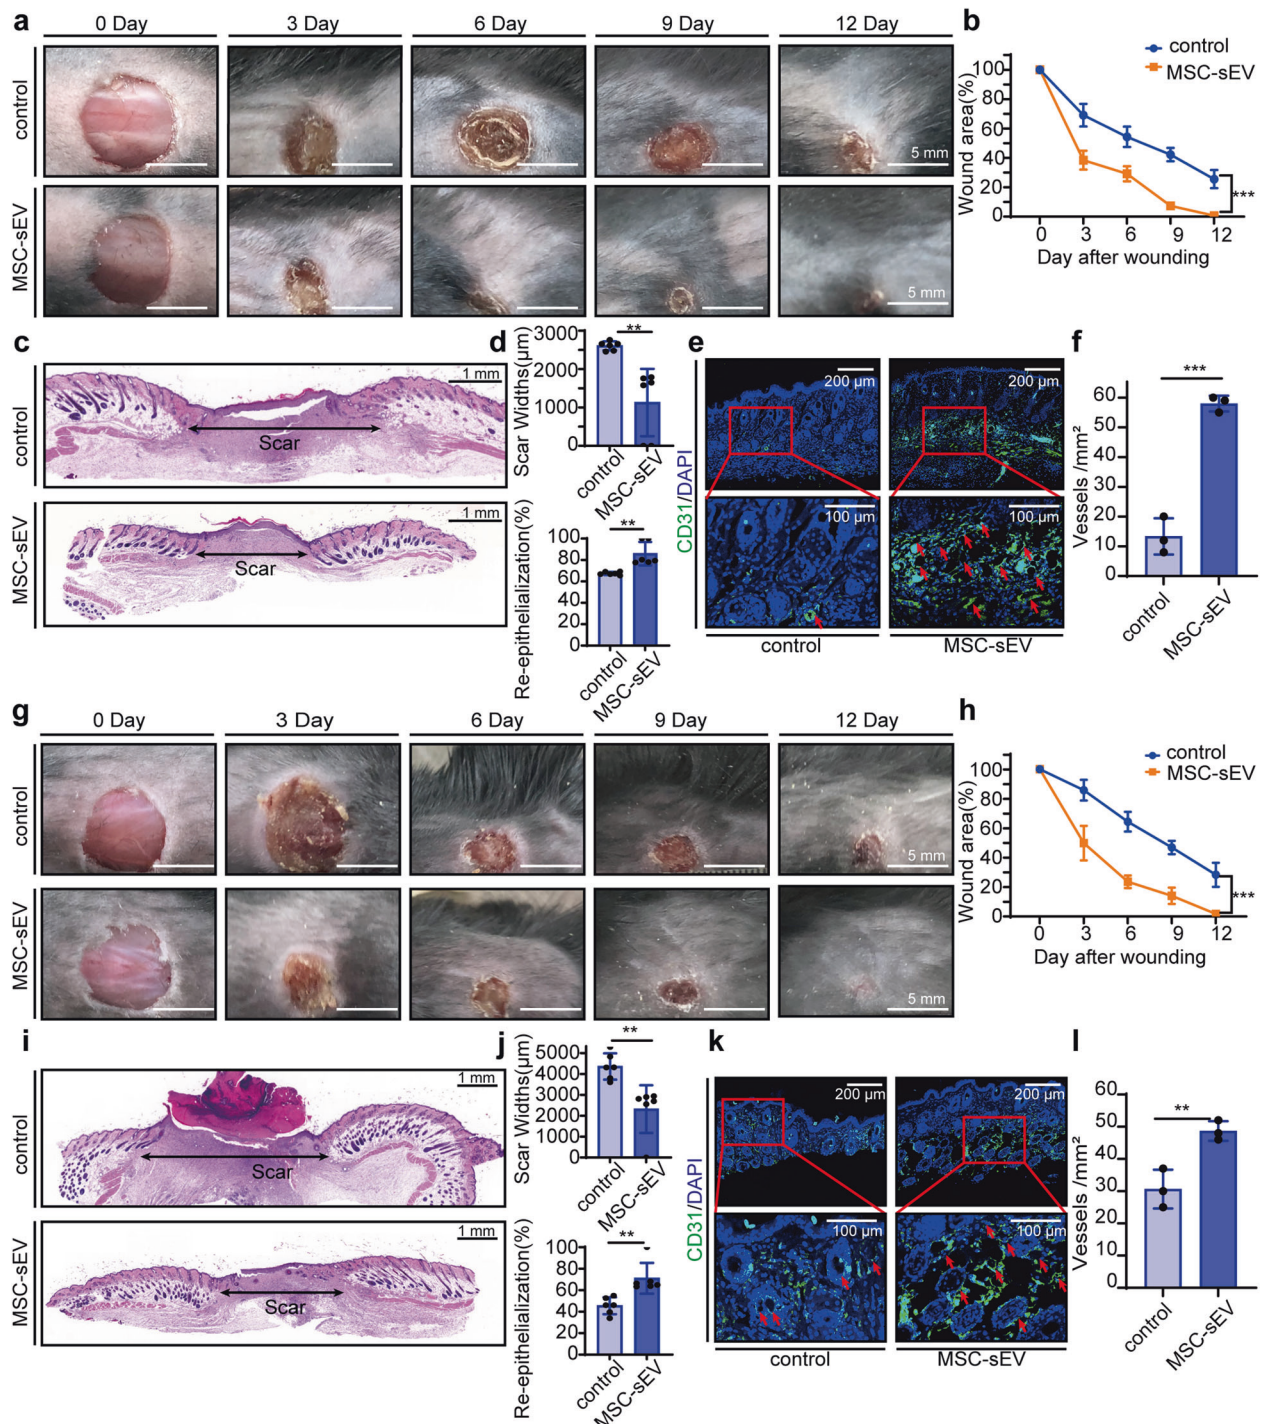 a
0 Day
3 Day
6 Day
9 Day
12 Day
control
5 mm
MSC-sEV
5 mm
b
control
MSC-sEV
Wound area(%)
100
80
60
40
20
0
***
0 3 6 9 12
Day after wounding
c
control
1 mm
Scar
MSC-sEV
1 mm
Scar
d
Scar Widths(μm)
3000
2000
1000
0
**
control
MSC-sEV
Re-epithelialization(%)
100
80
60
40
20
0
**
control
MSC-sEV
e
CD31/DAPI
200 μm
200 μm
100 μm
100 μm
control
MSC-sEV
f
Vessels /mm²
60
50
40
30
20
10
0
***
control
MSC-sEV
g
0 Day
3 Day
6 Day
9 Day
12 Day
control
5 mm
MSC-sEV
5 mm
h
control
MSC-sEV
Wound area(%)
100
80
60
40
20
0
***
0 3 6 9 12
Day after wounding
i
control
1 mm
Scar
MSC-sEV
1 mm
Scar
j
Scar Widths(μm)
5000
4000
3000
2000
1000
0
**
control
MSC-sEV
Re-epithelialization(%)
100
80
60
40
20
0
**
control
MSC-sEV
k
CD31/DAPI
200 μm
200 μm
100 μm
100 μm
control
MSC-sEV
l
Vessels /mm²
60
50
40
30
20
10
0
**
control
MSC-sEV